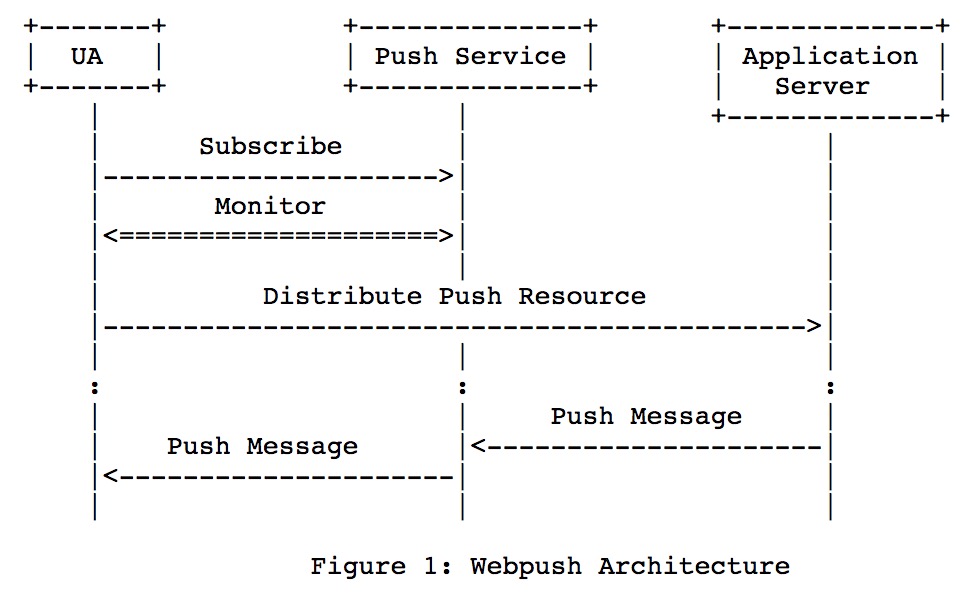 UA
Push Service
Application
Server
Subscribe
Monitor
Distribute Push Resource
Push Message
Push Message
Figure 1: Webpush Architecture